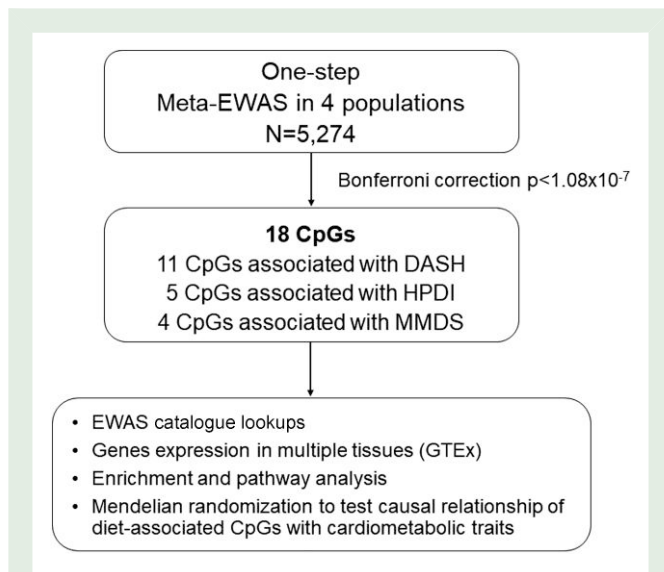 One-step
Meta-EWAS in 4 populations
N=5,274
Bonferroni correction p<1.08x10-7
18 CpGs
11 CpGs associated with DASH
5 CpGs associated with HPDI
4 CpGs associated with MMDS
• EWAS catalogue lookups
• Genes expression in multiple tissues (GTEx)
• Enrichment and pathway analysis
• Mendelian randomization to test causal relationship of
diet-associated CpGs with cardiometabolic traits